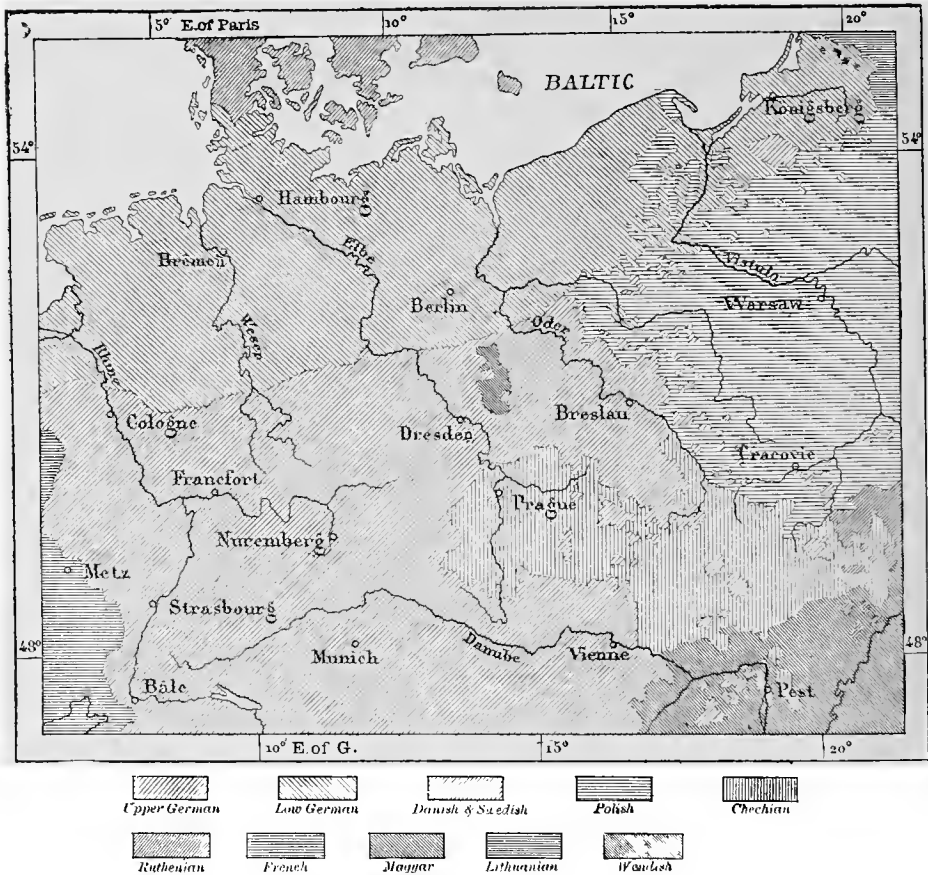 5° E. of Paris 10° 15° 20°
BALTIC
Königsberg
54° 54°
Hambourg
Elbe
Brêmen
Vistula
Berlin
Warsaw
Oder
Weser
Rhine
Cologne
Dresden
Breslau
Francfort
Cracovie
Prague
Nuremberg
Metz
Strasbourg
48° 48°
Munich
Danube
Vienne
Bâle
Pest
10° E. of G. 15° 20°
Upper German Low German Danish & Swedish Polish Chechian
Ruthenian French Magyar Lithuanian Wendish